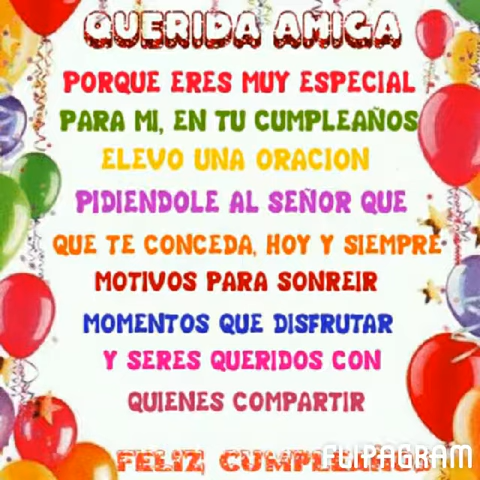 QUERIDA AMIGA
PORQUE ERES MUY ESPECIAL
PARA MI, EN TU CUMPLEAÑOS
ELEVO UNA ORACION
PIDIENDOLE AL SEÑOR QUE
QUE TE CONCEDA, HOY Y SIEMPRE
MOTIVOS PARA SONREIR
MOMENTOS QUE DISFRUTAR
Y SERES QUERIDOS CON
QUIENES COMPARTIR
FELIZ CUMPLEAÑOS
FLIPAGRAM